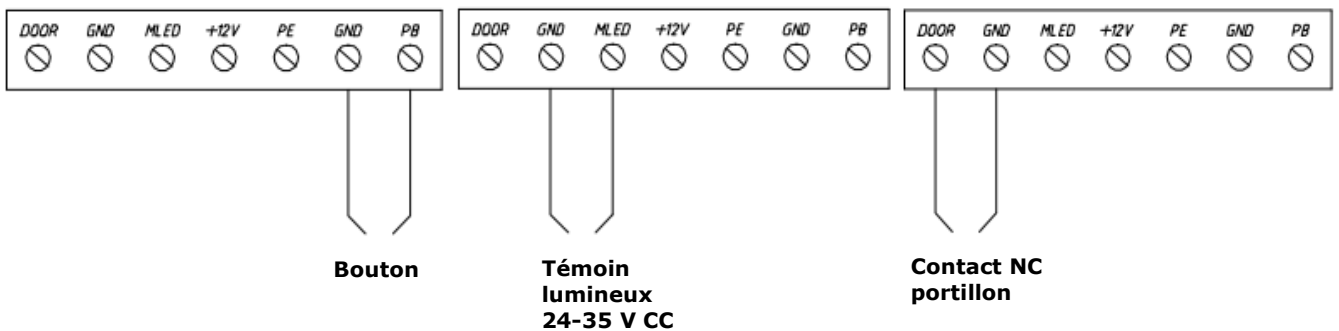 DOOR GND MLED +12V PE GND PB
DOOR GND MLED +12V PE GND PB
DOOR GND MLED +12V PE GND PB
Bouton
Témoin
lumineux
24-35 V CC
Contact NC
portillon